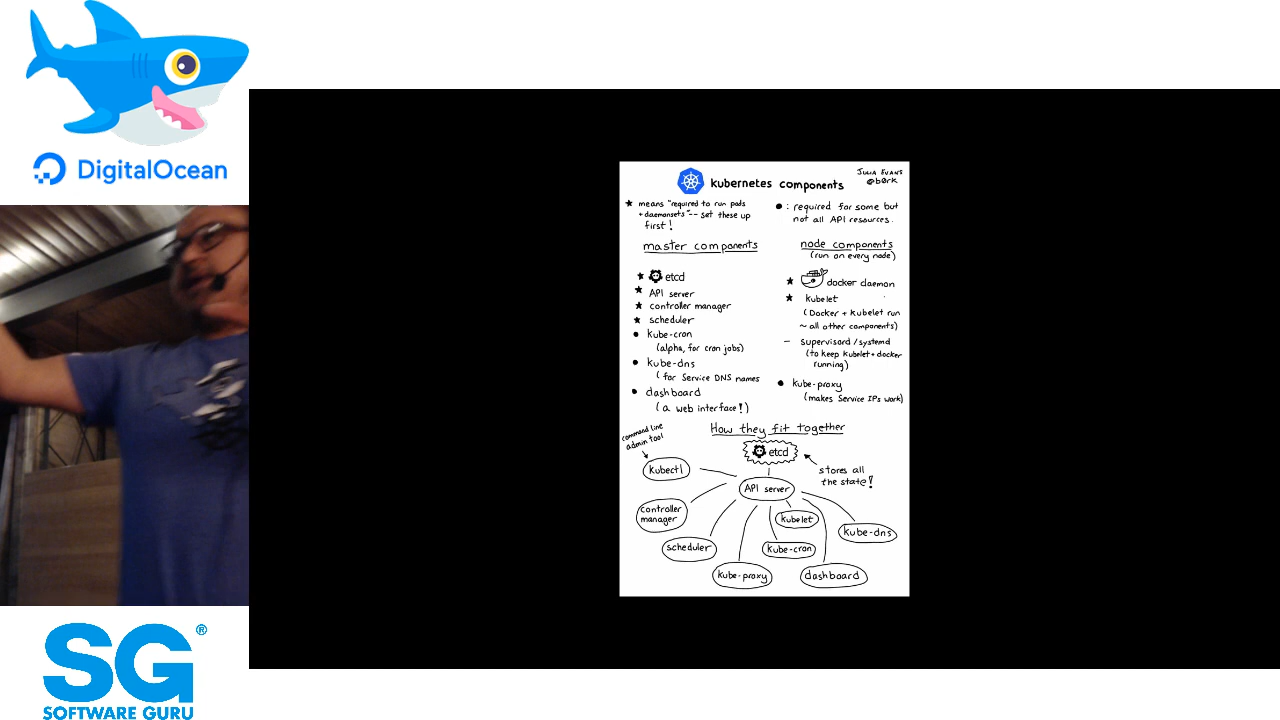 DigitalOcean
SG®
SOFTWARE GURU
kubernetes components
JULIA EVANS
@b0rk
★ means "required to run pods
+ daemonsets" -- set these up
first!
● : required for some but
not all API resources.
master components
★ etcd
★ API server
★ controller manager
★ scheduler
● kube-cron
(alpha, for cron jobs)
● kube-dns
(for Service DNS names
● dashboard
(a web interface!)
node components
(run on every node)
★ docker daemon
★ kubelet
(Docker + kubelet run
~ all other components)
- supervisord/systemd
(to keep kubelet + docker
running)
● kube-proxy
(makes Service IPs work)
How they fit together
command line
admin tool
etcd
stores all
the state!
kubectl
API server
controller
manager
kubelet
kube-dns
scheduler
kube-cron
kube-proxy
dashboard